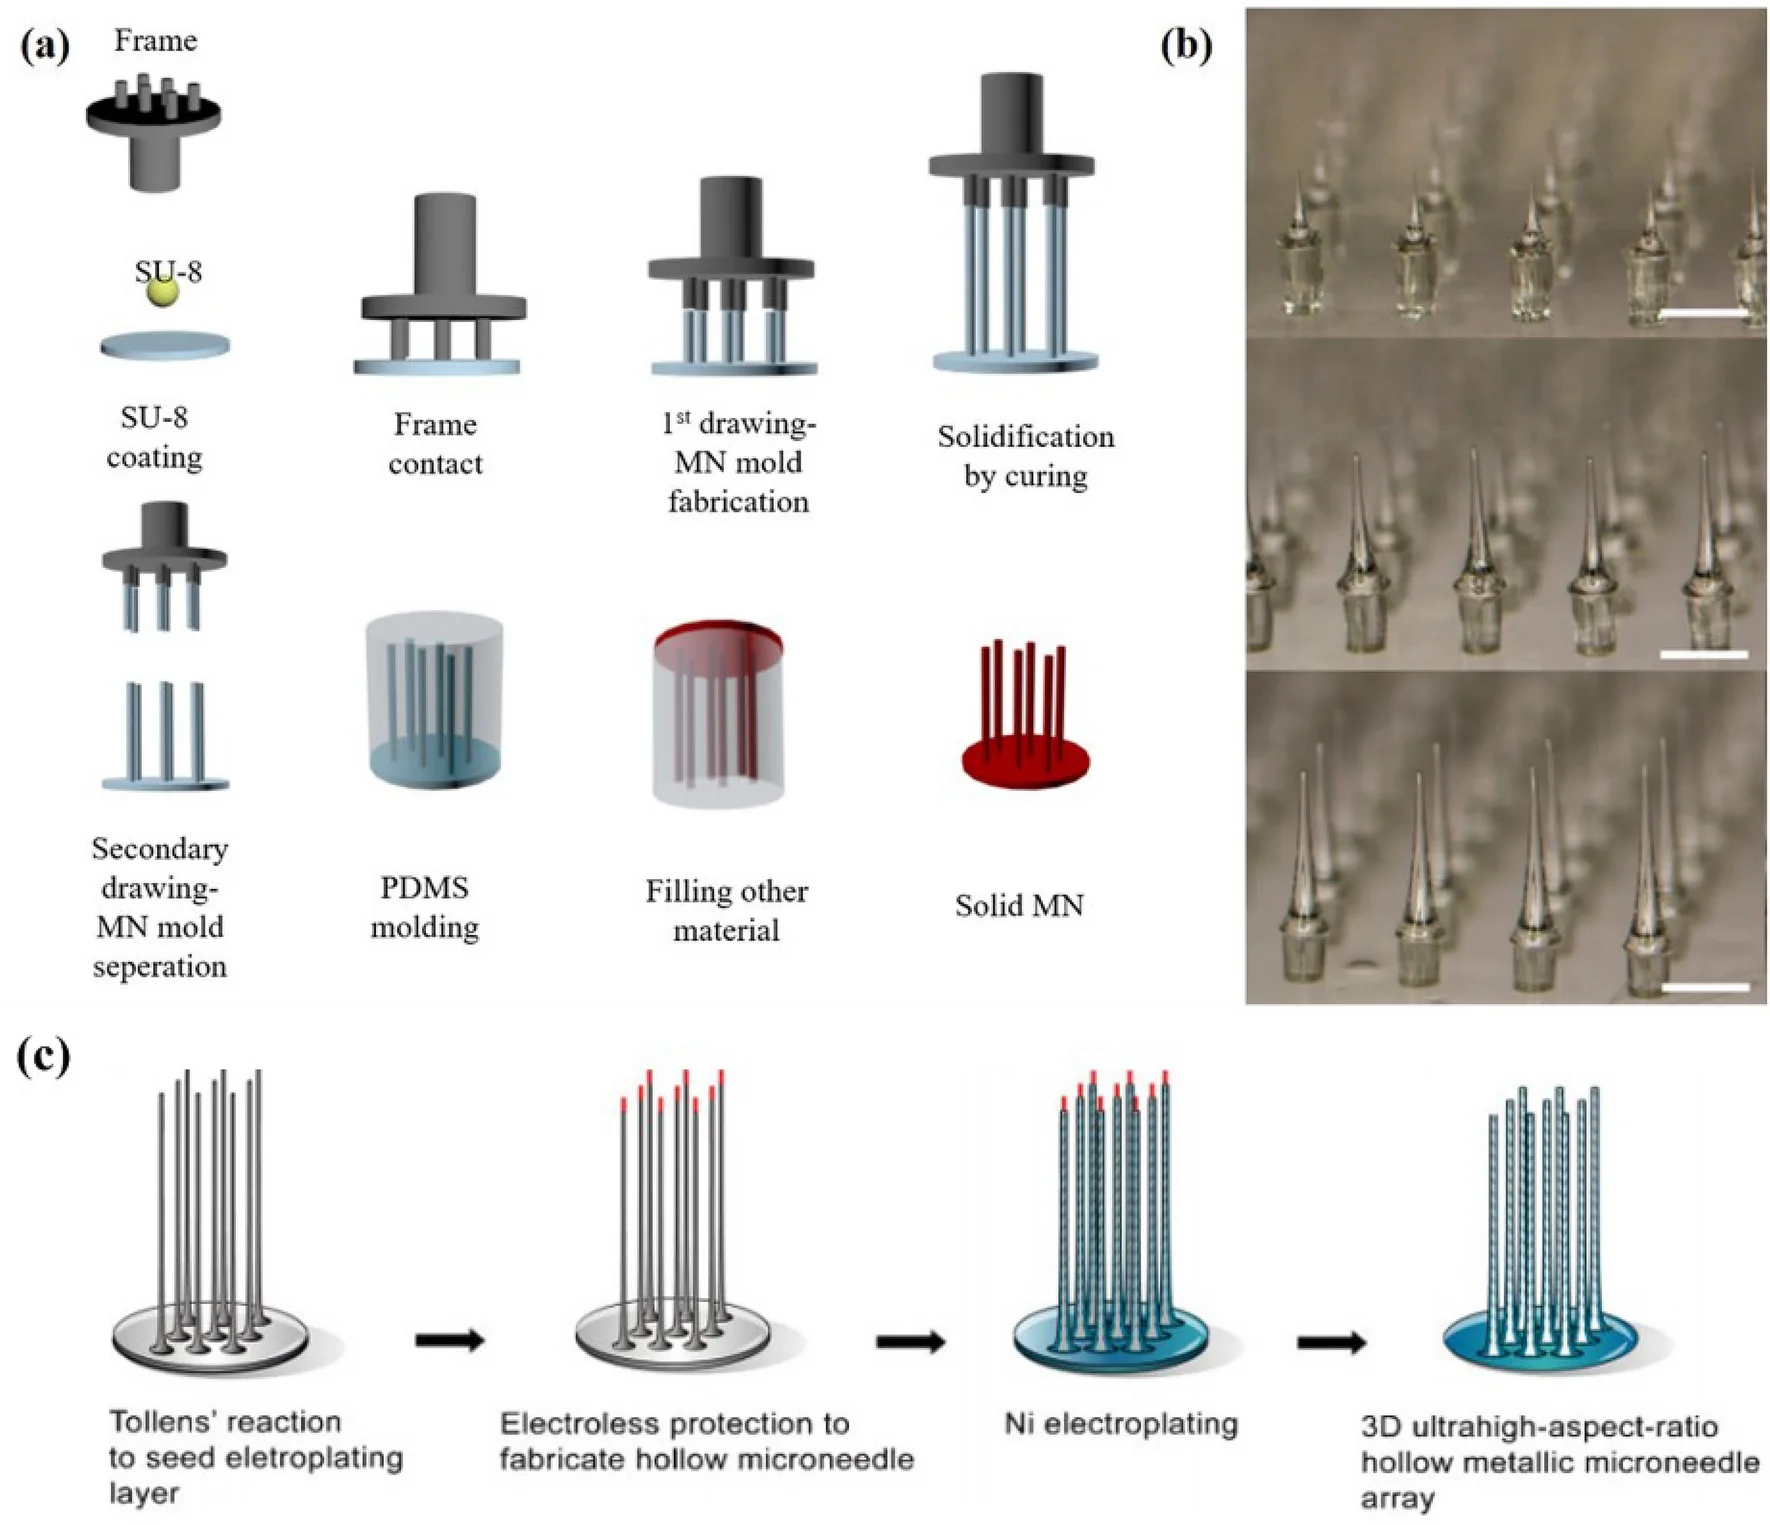 (a)
Frame
SU-8
SU-8
coating
Frame
contact
1st drawing-
MN mold
fabrication
Solidification
by curing
Secondary
drawing-
MN mold
seperation
PDMS
molding
Filling other
material
Solid MN
(b)
(c)
Tollens' reaction
to seed eletroplating
layer
Electroless protection to
fabricate hollow microneedle
Ni electroplating
3D ultrahigh-aspect-ratio
hollow metallic microneedle
array